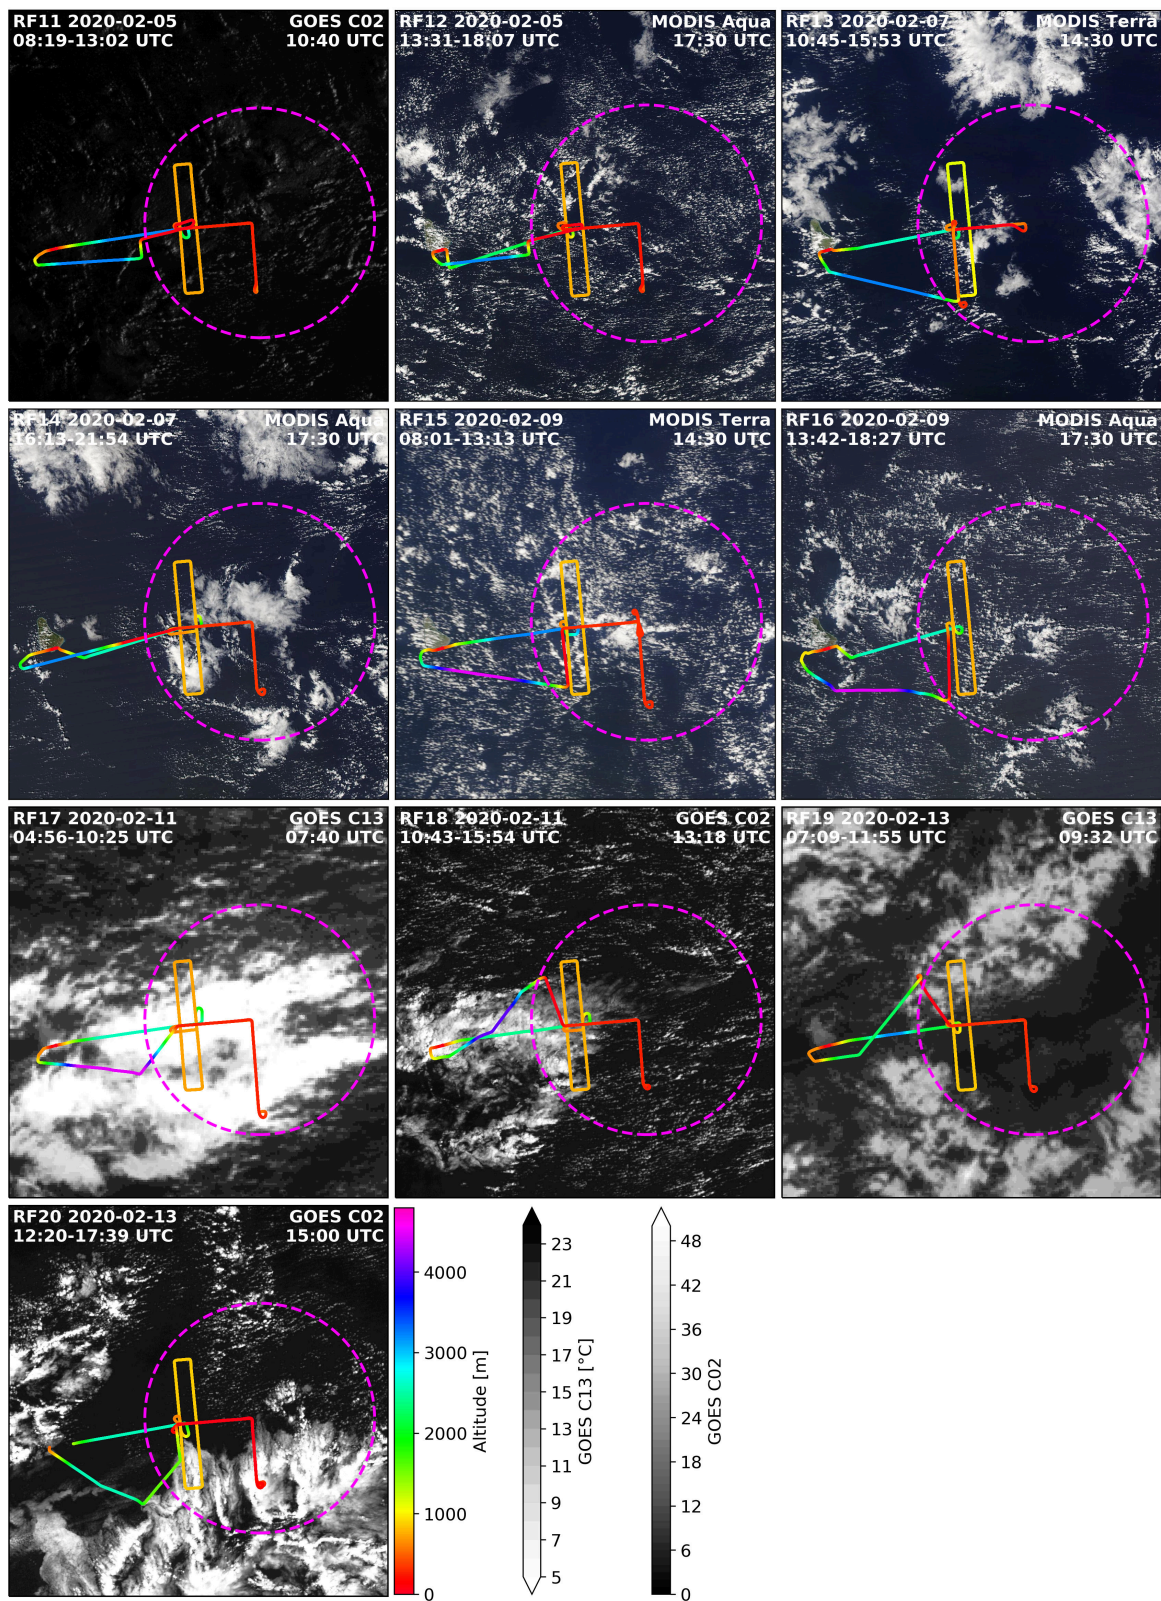 RF11 2020-02-05 GOES C02
08:19-13:02 UTC 10:40 UTC
RF12 2020-02-05 MODIS Aqua
13:31-18:07 UTC 17:30 UTC
RF13 2020-02-07 MODIS Terra
10:45-15:53 UTC 14:30 UTC
RF14 2020-02-07 MODIS Aqua
16:13-21:54 UTC 17:30 UTC
RF15 2020-02-09 MODIS Terra
08:01-13:13 UTC 14:30 UTC
RF16 2020-02-09 MODIS Aqua
13:42-18:27 UTC 17:30 UTC
RF17 2020-02-11 GOES C13
04:56-10:25 UTC 07:40 UTC
RF18 2020-02-11 GOES C02
10:43-15:54 UTC 13:18 UTC
RF19 2020-02-13 GOES C13
07:09-11:55 UTC 09:32 UTC
RF20 2020-02-13 GOES C02
12:20-17:39 UTC 15:00 UTC
4000
3000
2000
1000
0
Altitude [m]
23
21
19
17
15
13
11
9
7
5
GOES C13 [°C]
48
42
36
30
24
18
12
6
0
GOES C02